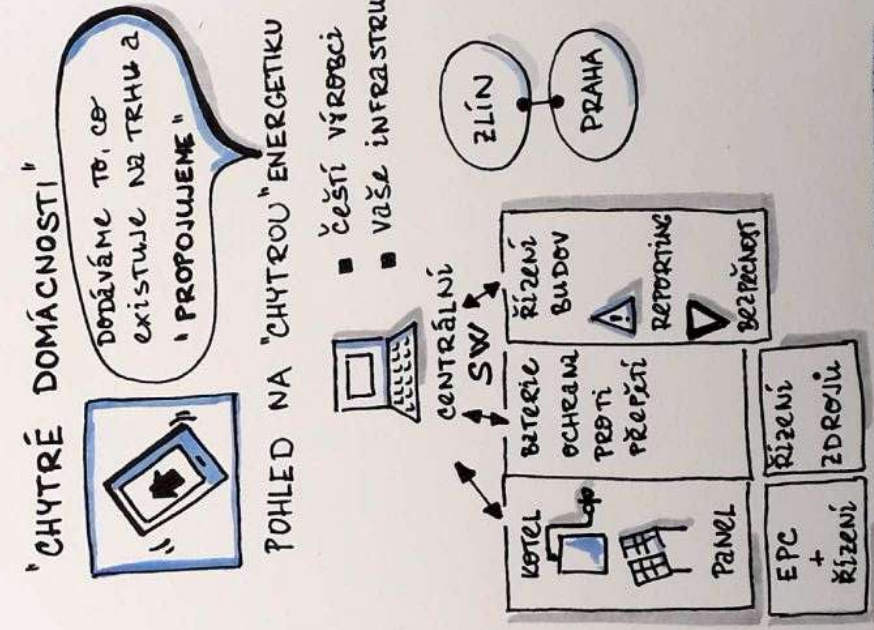 "CHYTRÉ DOMÁCNOSTI"
DODÁVÁME TO, CO
EXISTUJE NA TRHU A
"PROPOJUJEME"
POHLED NA "CHYTROU" ENERGETIKU
ČEŠTÍ VÝROBCI
VAŠE INFRASTRU
CENTRÁLNÍ
SW
ZLÍN
PRAHA
KOTEL
PANEL
BATERIE
OCHRANA
PROTI
PŘEPĚTÍ
ŘÍZENÍ
BUDOV
REPORTING
BEZPEČNOST
EPC
+
ŘÍZENÍ
ŘÍZENÍ
ZDROJŮ